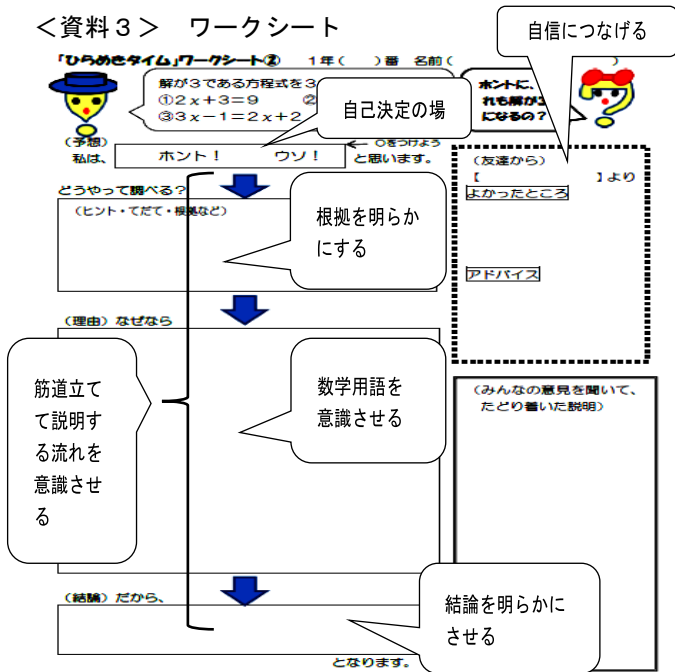 ＜資料３＞　ワークシート
「ひらめきタイム」ワークシート②　１年（　　）番　名前（　　）
自信につなげる
解が３である方程式を３
①２x＋３＝９　②
③３x－１＝２x＋２
自己決定の場
ホントに、
れも解が
になるの？
（予想）
私は、　ホント！　ウソ！　と思います。
←○をつけよう
どうやって調べる？
（ヒント・てだて・根拠など）
根拠を明らか
にする
（友達から）
【　　　】より
よかったところ
アドバイス
（理由）なぜなら
筋道立て
て説明す
る流れを
意識させ
る
数学用語を
意識させる
（みんなの意見を聞いて、
たどり着いた説明）
（結論）だから、
結論を明らかに
させる
となります。